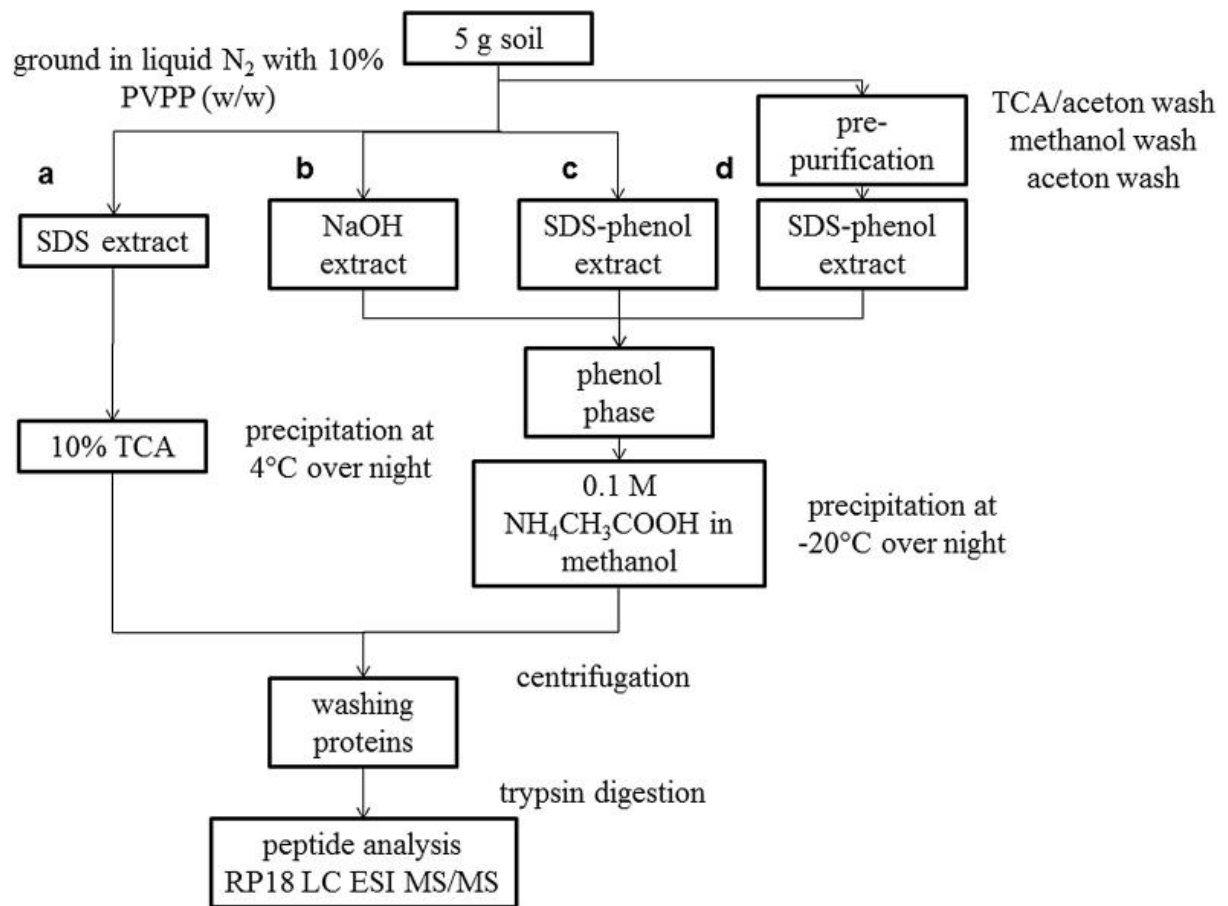 5 g soil
ground in liquid N₂ with 10%
PVPP (w/w)
TCA/aceton wash
methanol wash
aceton wash
pre-
purification
a
b
c
d
SDS extract
NaOH
extract
SDS-phenol
extract
SDS-phenol
extract
phenol
phase
10% TCA
precipitation at
4°C over night
0.1 M
NH₄CH₃COOH in
methanol
precipitation at
-20°C over night
centrifugation
washing
proteins
trypsin digestion
peptide analysis
RP18 LC ESI MS/MS